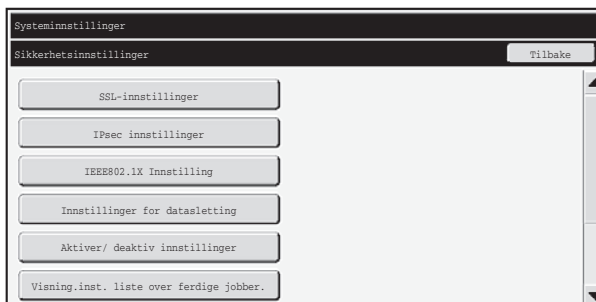 Systeminnstillinger
Sikkerhetsinnstillinger
Tilbake
SSL-innstillinger
IPsec innstillinger
IEEE802.1X Innstilling
Innstillinger for datasletting
Aktiver/ deaktiv innstillinger
Visning.inst. liste over ferdige jobber.